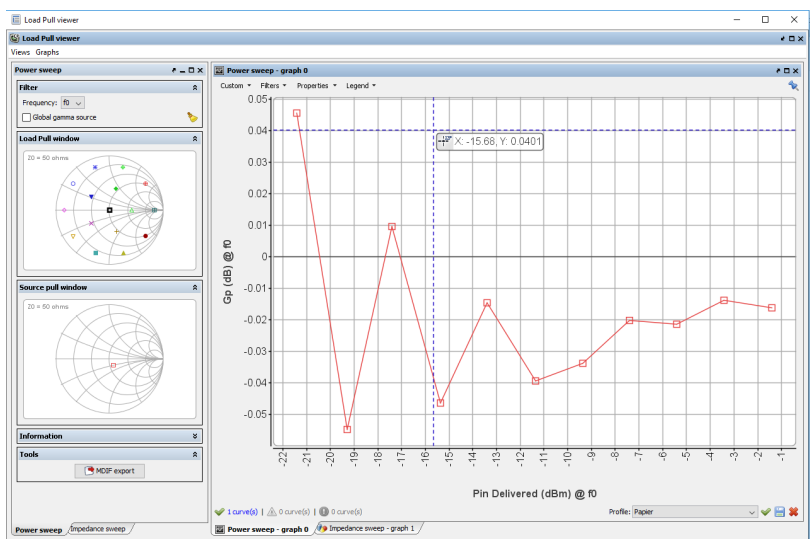 Load Pull viewer
Load Pull viewer
Views Graphs
Power sweep
Filter
Frequency: f0
Global gamma source
Load Pull window
Z0 = 50 ohms
Source pull window
Z0 = 50 ohms
Information
Tools
MDIF export
Power sweep Impedance sweep
Power sweep - graph 0
Custom Filters Properties Legend
0.05
0.04
0.03
0.02
0.01
0
-0.01
-0.02
-0.03
-0.04
-0.05
Gp (dB) @ f0
X: -15.68, Y: 0.0401
-22 -21 -20 -19 -18 -17 -16 -15 -14 -13 -12 -11 -10 -9 -8 -7 -6 -5 -4 -3 -2 -1
Pin Delivered (dBm) @ f0
1 curve(s) | 0 curve(s) | 0 curve(s)
Profile: Papier
Power sweep - graph 0 Impedance sweep - graph 1